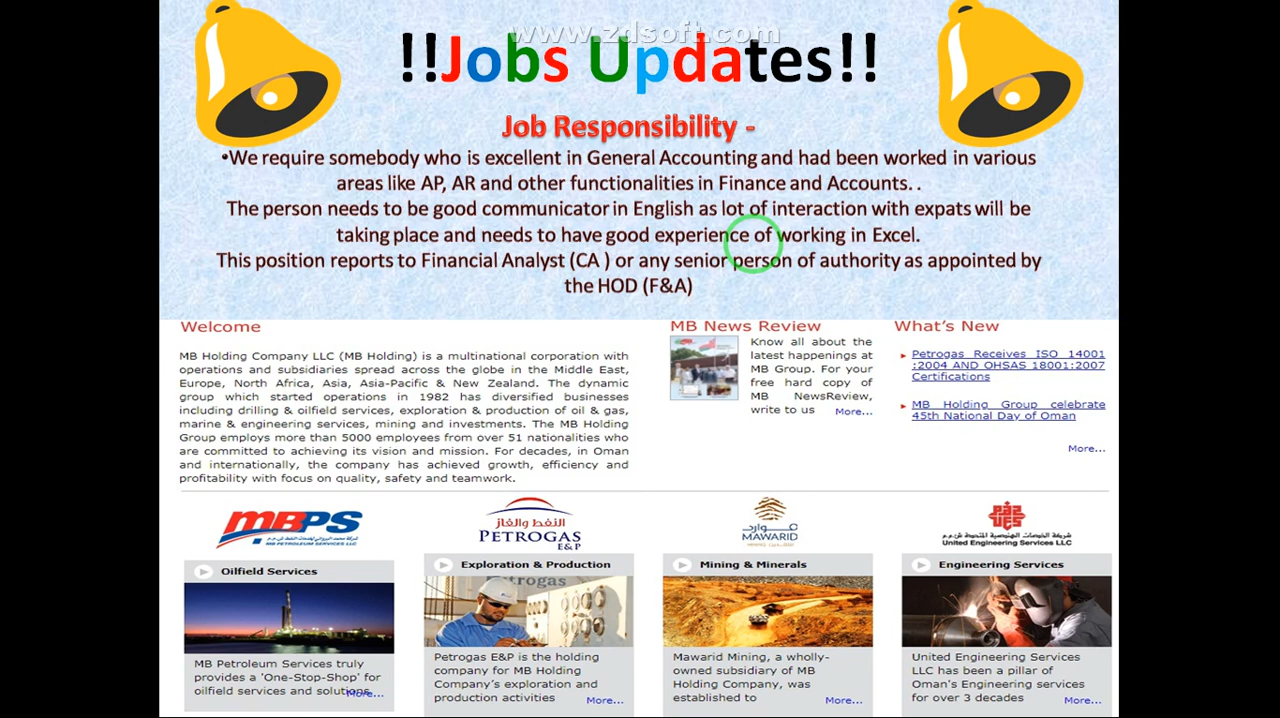 www.zdsoft.com
!!Jobs Updates!!
Job Responsibility -
•We require somebody who is excellent in General Accounting and had been worked in various
areas like AP, AR and other functionalities in Finance and Accounts. .
The person needs to be good communicator in English as lot of interaction with expats will be
taking place and needs to have good experience of working in Excel.
This position reports to Financial Analyst (CA ) or any senior person of authority as appointed by
the HOD (F&A)
Welcome
MB Holding Company LLC (MB Holding) is a multinational corporation with
operations and subsidiaries spread across the globe in the Middle East,
Europe, North Africa, Asia, Asia-Pacific & New Zealand. The dynamic
group which started operations in 1982 has diversified businesses
including drilling & oilfield services, exploration & production of oil & gas,
marine & engineering services, mining and investments. The MB Holding
Group employs more than 5000 employees from over 51 nationalities who
are committed to achieving its vision and mission. For decades, in Oman
and internationally, the company has achieved growth, efficiency and
profitability with focus on quality, safety and teamwork.
MB News Review
Know all about the
latest happenings at
MB Group. For your
free hard copy of
MB NewsReview,
write to us More...
What's New
Petrogas Receives ISO 14001
:2004 AND OHSAS 18001:2007
Certifications
MB Holding Group celebrate
45th National Day of Oman
More...
MBPS
MB PETROLEUM SERVICES LLC
Oilfield Services
MB Petroleum Services truly
provides a 'One-Stop-Shop' for
oilfield services and solutions
More...
النفط والغاز
PETROGAS
E&P
Exploration & Production
Petrogas
Petrogas E&P is the holding
company for MB Holding
Company's exploration and
production activities
More...
موارد
MAWARID
Mining & Minerals
Mawarid Mining, a wholly-
owned subsidiary of MB
Holding Company, was
established to
More...
شركة الخدمات الهندسية المتحدة ش.م.م
United Engineering Services LLC
Engineering Services
United Engineering Services
LLC has been a pillar of
Oman's Engineering services
for over 3 decades
More...